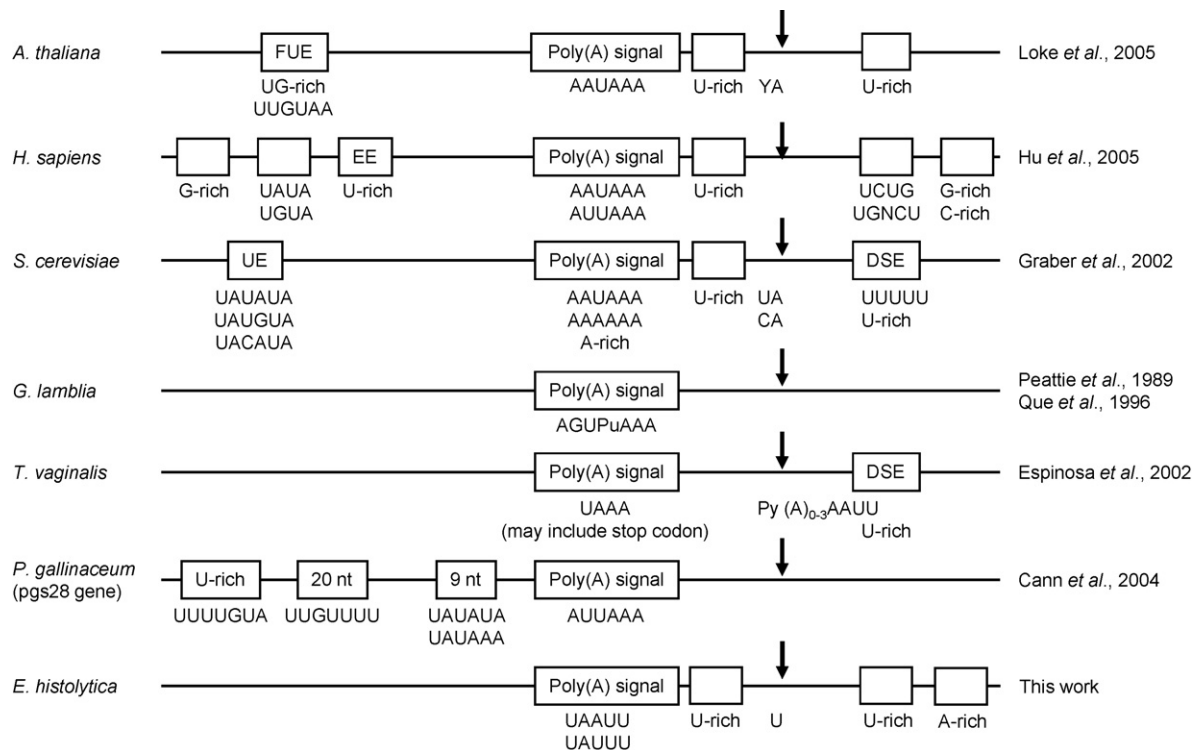 A. thaliana FUE Poly(A) signal Loke et al., 2005
UG-rich AAUAAA U-rich YA U-rich
UUGUAA
H. sapiens EE Poly(A) signal Hu et al., 2005
G-rich UAUA U-rich AAUAAA U-rich UCUG G-rich
UGUA AUUAAA UGNCU C-rich
S. cerevisiae UE Poly(A) signal DSE Graber et al., 2002
UAUAUA AAUAAA U-rich UA UUUUU
UAUGUA AAAAAA CA U-rich
UACAUA A-rich
G. lamblia Poly(A) signal Peattie et al., 1989
Que et al., 1996
AGUPuAAA
T. vaginalis Poly(A) signal DSE Espinosa et al., 2002
UAAA Py (A)0-3AAUU
(may include stop codon) U-rich
P. gallinaceum U-rich 20 nt 9 nt Poly(A) signal Cann et al., 2004
(pgs28 gene)
UUUUGUA UUGUUUU UAUAUA AUUAAA
UAUAAA
E. histolytica Poly(A) signal This work
UAAUU U-rich U U-rich A-rich
UAUUU